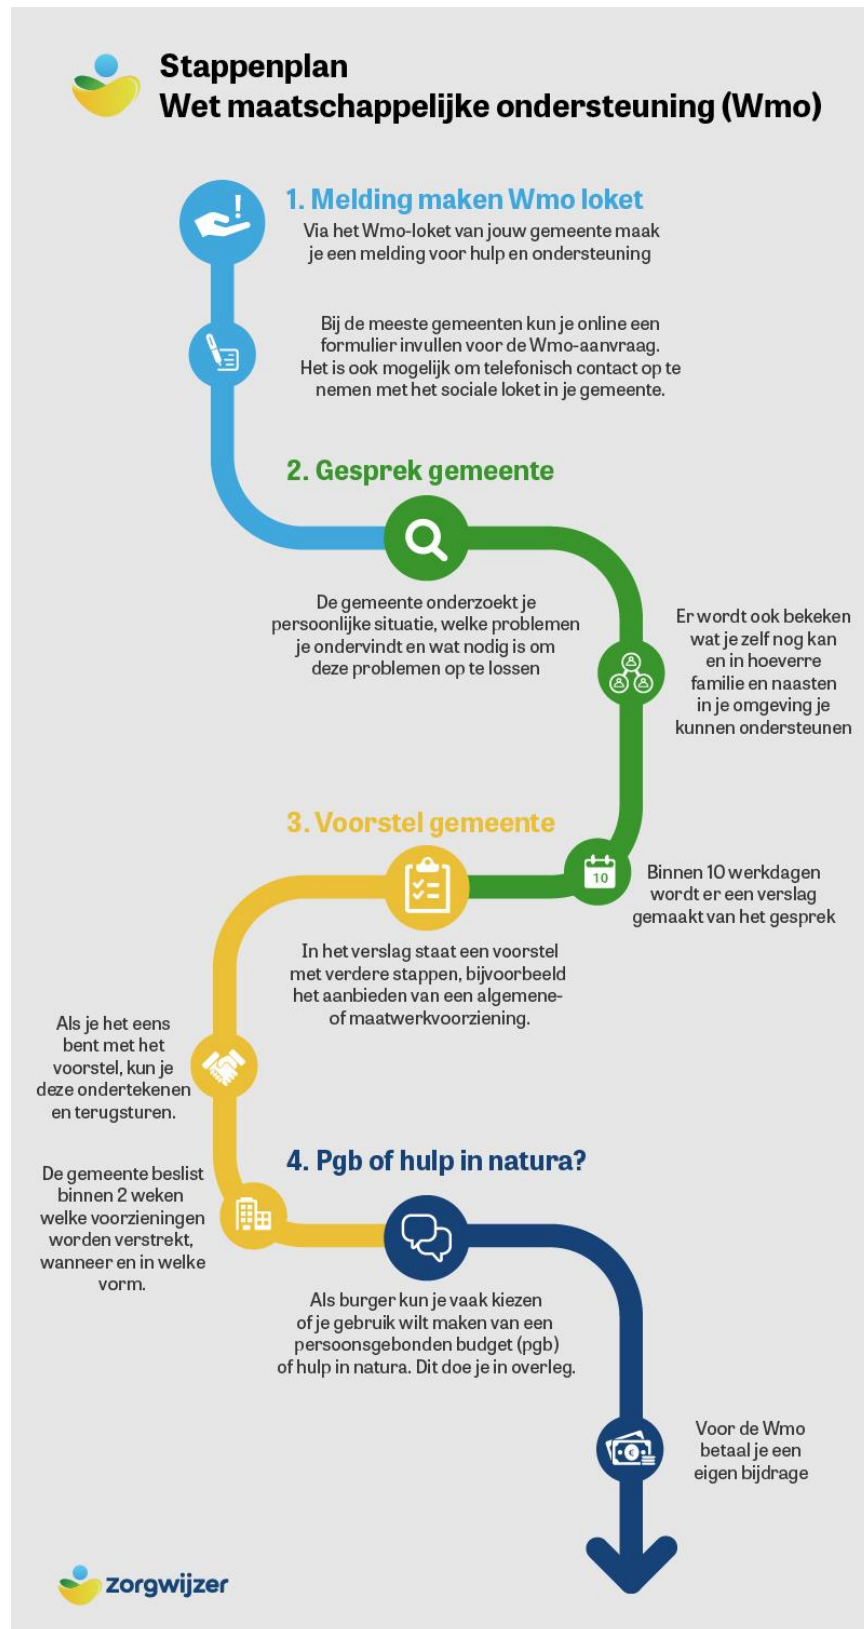 Stappenplan
Wet maatschappelijke ondersteuning (Wmo)
1. Melding maken Wmo loket
Via het Wmo-loket van jouw gemeente maak
je een melding voor hulp en ondersteuning
Bij de meeste gemeenten kun je online een
formulier invullen voor de Wmo-aanvraag.
Het is ook mogelijk om telefonisch contact op te
nemen met het sociale loket in je gemeente.
2. Gesprek gemeente
De gemeente onderzoekt je
persoonlijke situatie, welke problemen
je ondervindt en wat nodig is om
deze problemen op te lossen
Er wordt ook bekeken
wat je zelf nog kan
en in hoeverre
familie en naasten
in je omgeving je
kunnen ondersteunen
10
Binnen 10 werkdagen
wordt er een verslag
gemaakt van het gesprek
3. Voorstel gemeente
In het verslag staat een voorstel
met verdere stappen, bijvoorbeeld
het aanbieden van een algemene-
of maatwerkvoorziening.
Als je het eens
bent met het
voorstel, kun je
deze ondertekenen
en terugsturen.
De gemeente beslist
binnen 2 weken
welke voorzieningen
worden verstrekt,
wanneer en in welke
vorm.
4. Pgb of hulp in natura?
Als burger kun je vaak kiezen
of je gebruik wilt maken van een
persoonsgebonden budget (pgb)
of hulp in natura. Dit doe je in overleg.
€
Voor de Wmo
betaal je een
eigen bijdrage
zorgwijzer